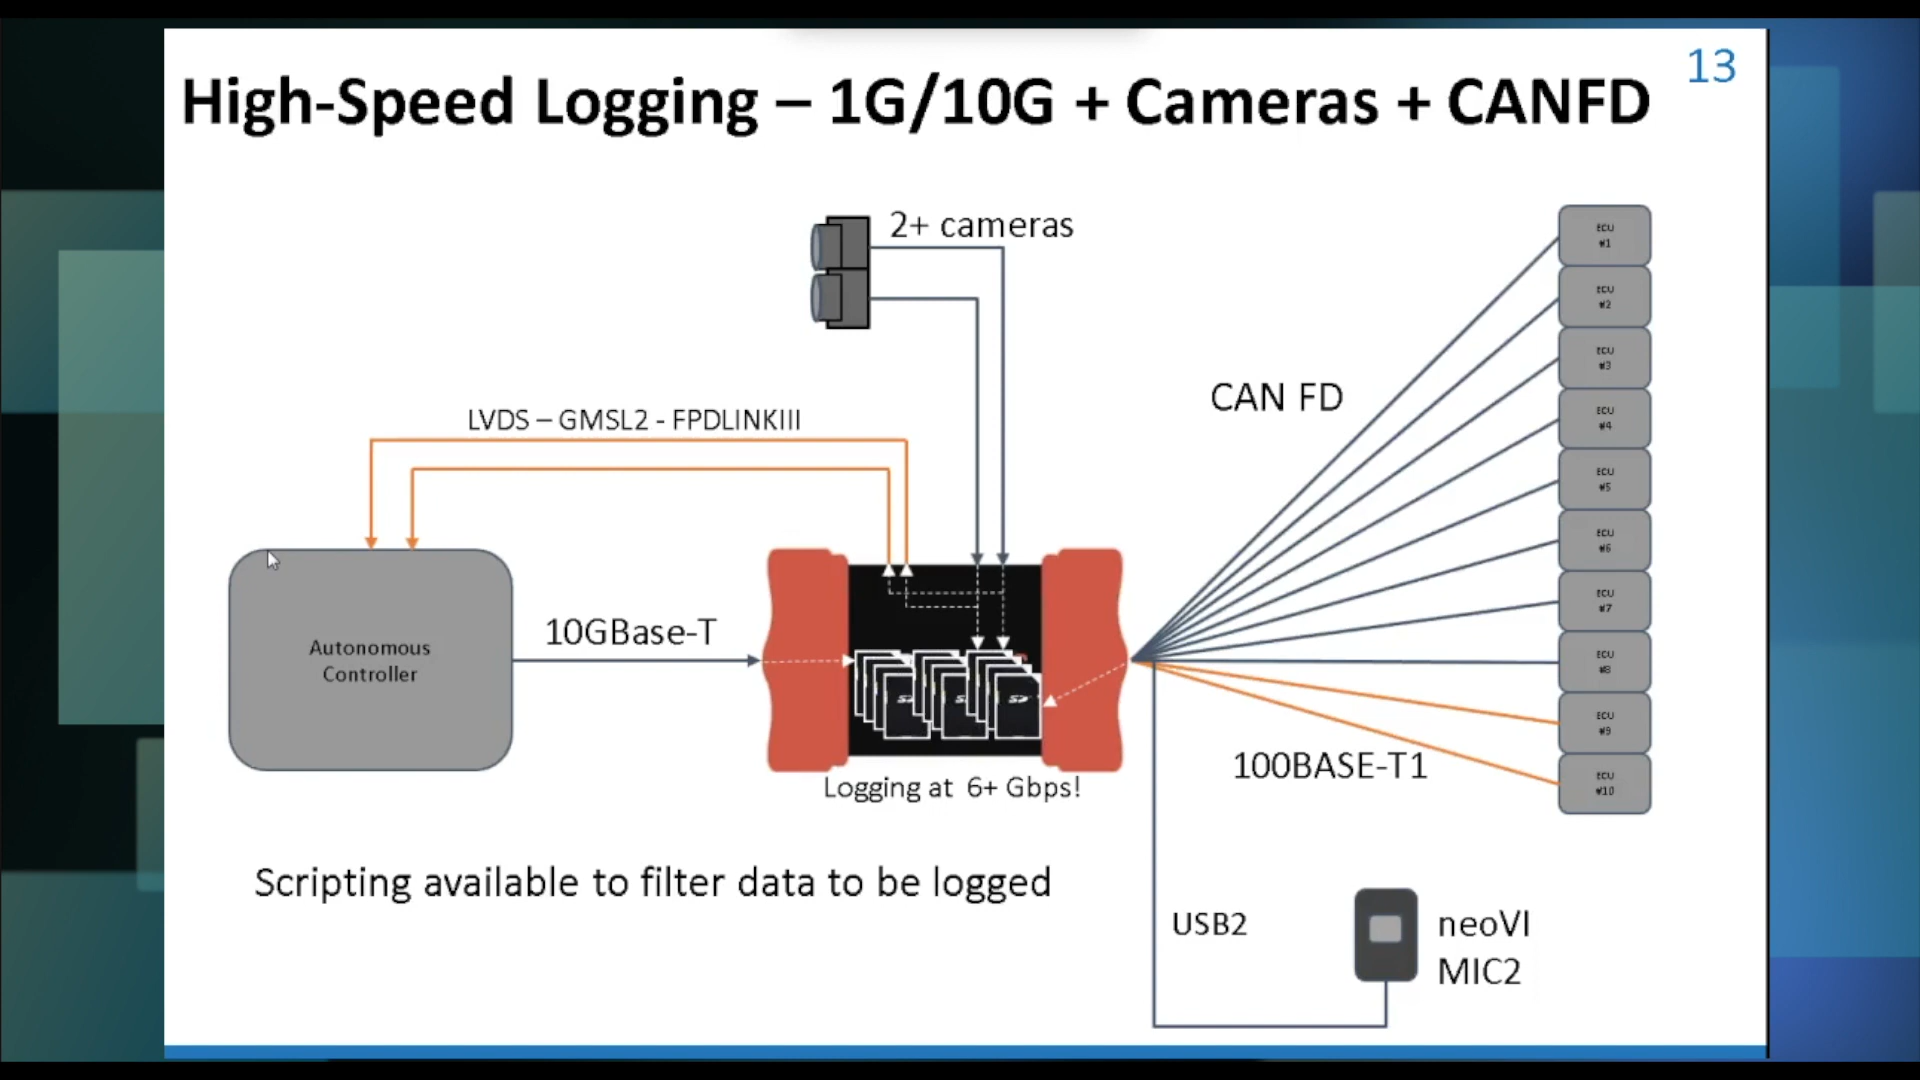 13
High-Speed Logging – 1G/10G + Cameras + CANFD
2+ cameras
LVDS – GMSL2 - FPDLINKIII
CAN FD
Autonomous
Controller
10GBase-T
Logging at 6+ Gbps!
100BASE-T1
ECU
#1
ECU
#2
ECU
#3
ECU
#4
ECU
#5
ECU
#6
ECU
#7
ECU
#8
ECU
#9
ECU
#10
Scripting available to filter data to be logged
USB2
neoVI
MIC2